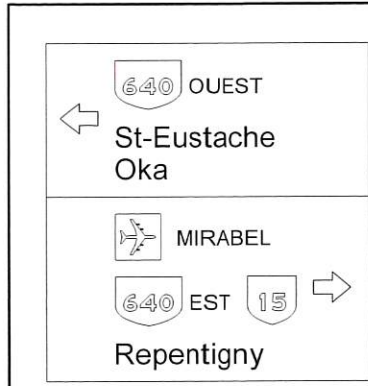 640 OUEST
St-Eustache
Oka
MIRABEL
640 EST 15
Repentigny